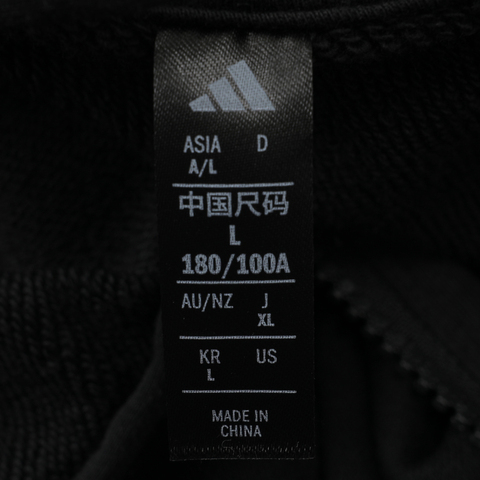 ASIA D
A/L
中国尺码
L
180/100A
AU/NZ J
XL
KR US
L
MADE IN
CHINA